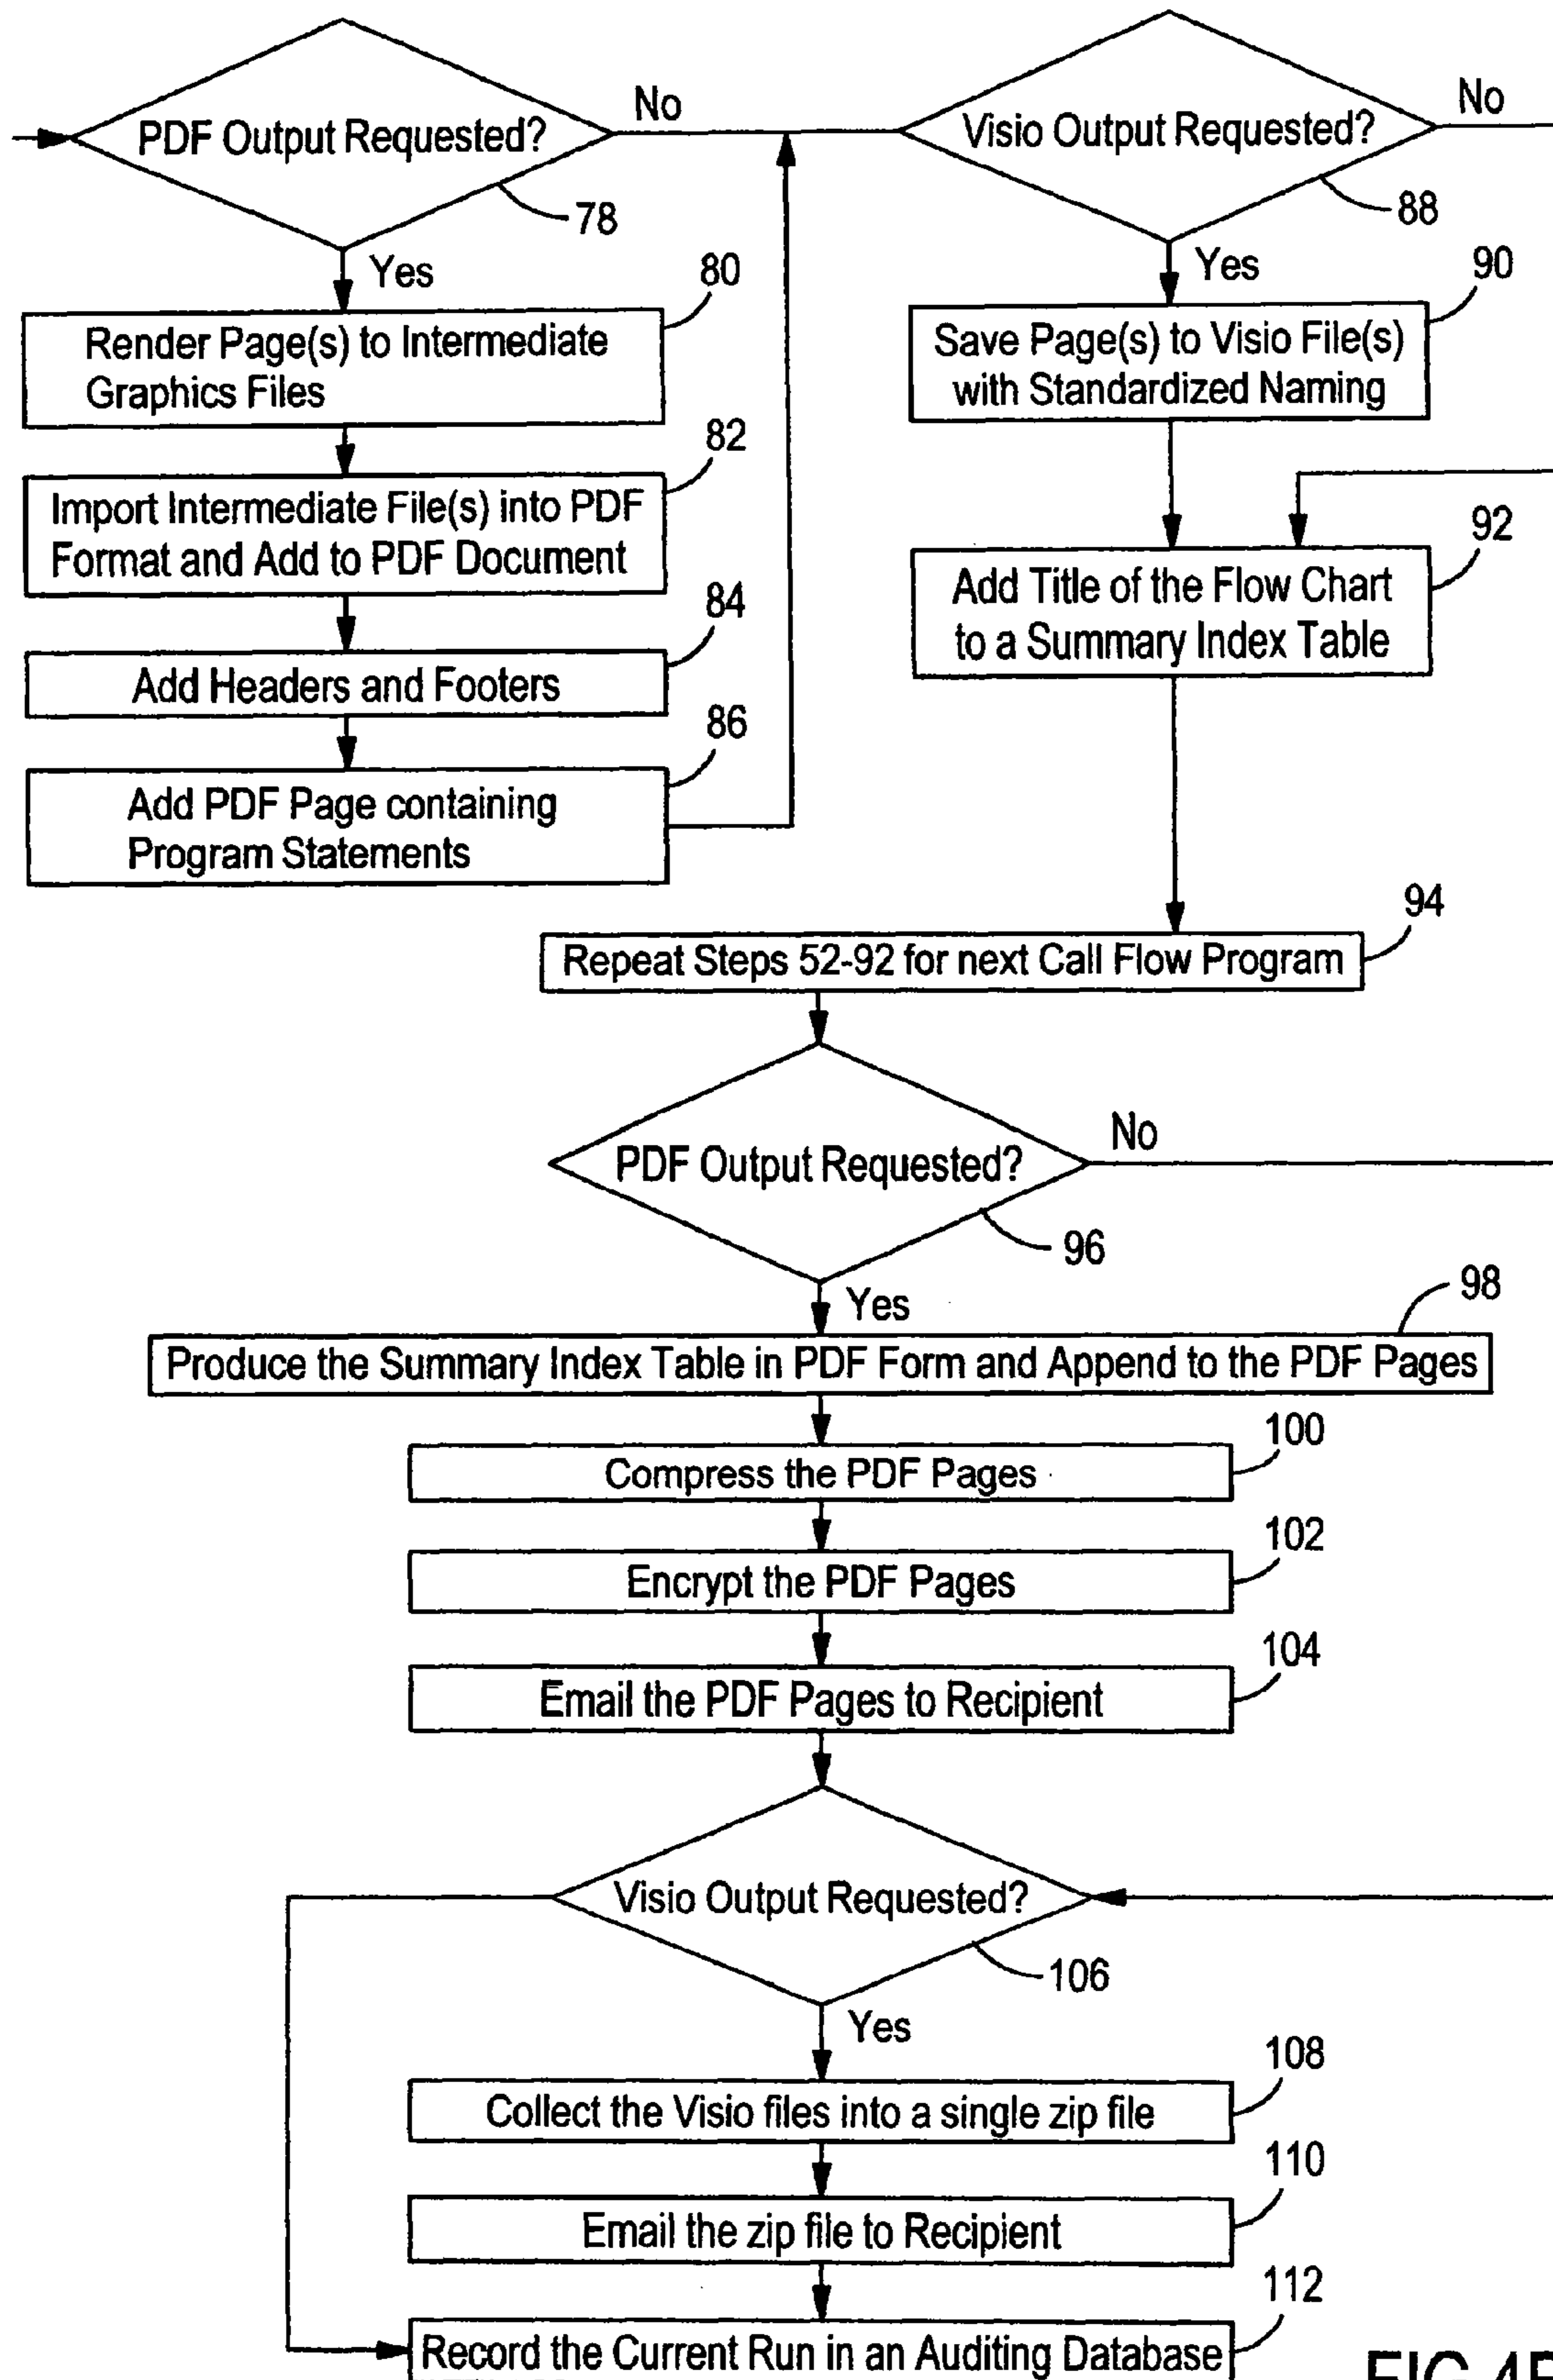 PDF Output Requested?
No
78
Yes
80
Render Page(s) to Intermediate
Graphics Files
82
Import Intermediate File(s) into PDF
Format and Add to PDF Document
84
Add Headers and Footers
86
Add PDF Page containing
Program Statements
Visio Output Requested?
No
88
Yes
90
Save Page(s) to Visio File(s)
with Standardized Naming
92
Add Title of the Flow Chart
to a Summary Index Table
94
Repeat Steps 52-92 for next Call Flow Program
PDF Output Requested?
No
96
Yes
98
Produce the Summary Index Table in PDF Form and Append to the PDF Pages
100
Compress the PDF Pages
102
Encrypt the PDF Pages
104
Email the PDF Pages to Recipient
Visio Output Requested?
106
Yes
108
Collect the Visio files into a single zip file
110
Email the zip file to Recipient
112
Record the Current Run in an Auditing Database